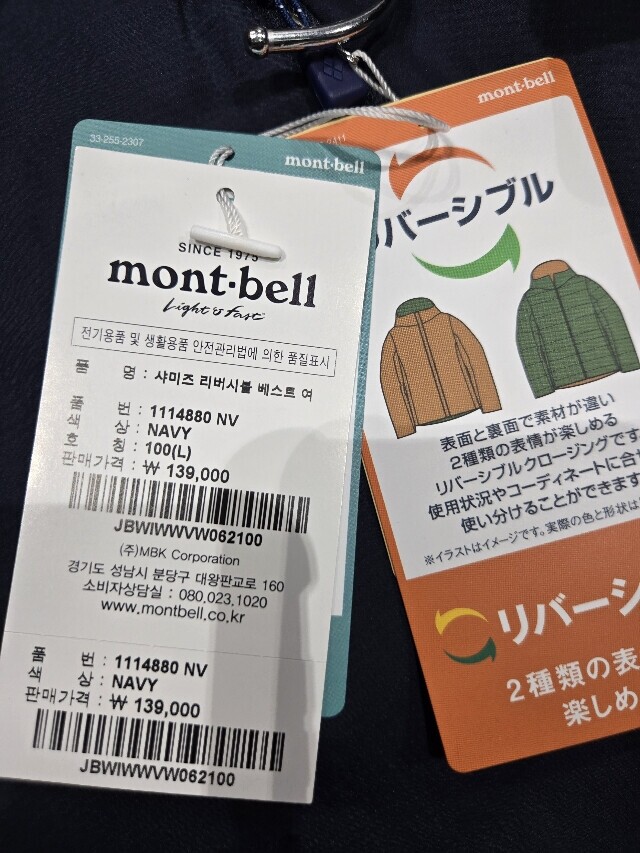 33-255-2307
mont-bell
SINCE 1975
mont-bell
Light & Fast
전기용품 및 생활용품 안전관리법에 의한 품질표시
품 명 : 샤미즈 리버시블 베스트 여
품 번 : 1114880 NV
색 상 : NAVY
호 칭 : 100(L)
판매가격 : ₩ 139,000
JBWIWWVW062100
(주)MBK Corporation
경기도 성남시 분당구 대왕판교로 160
소비자상담실 : 080.023.1020
www.montbell.co.kr
품 번 : 1114880 NV
색 상 : NAVY
판매가격 : ₩ 139,000
JBWIWWVW062100
mont-bell
バーシブル
表面と裏面で素材が違い
2種類の表情が楽しめる
リバーシブルクロージングです
使用状況やコーディネートに合せ
使い分けることができます
※イラストはイメージです。実際の色と形状は
リバーシ
2種類の表
楽しめ